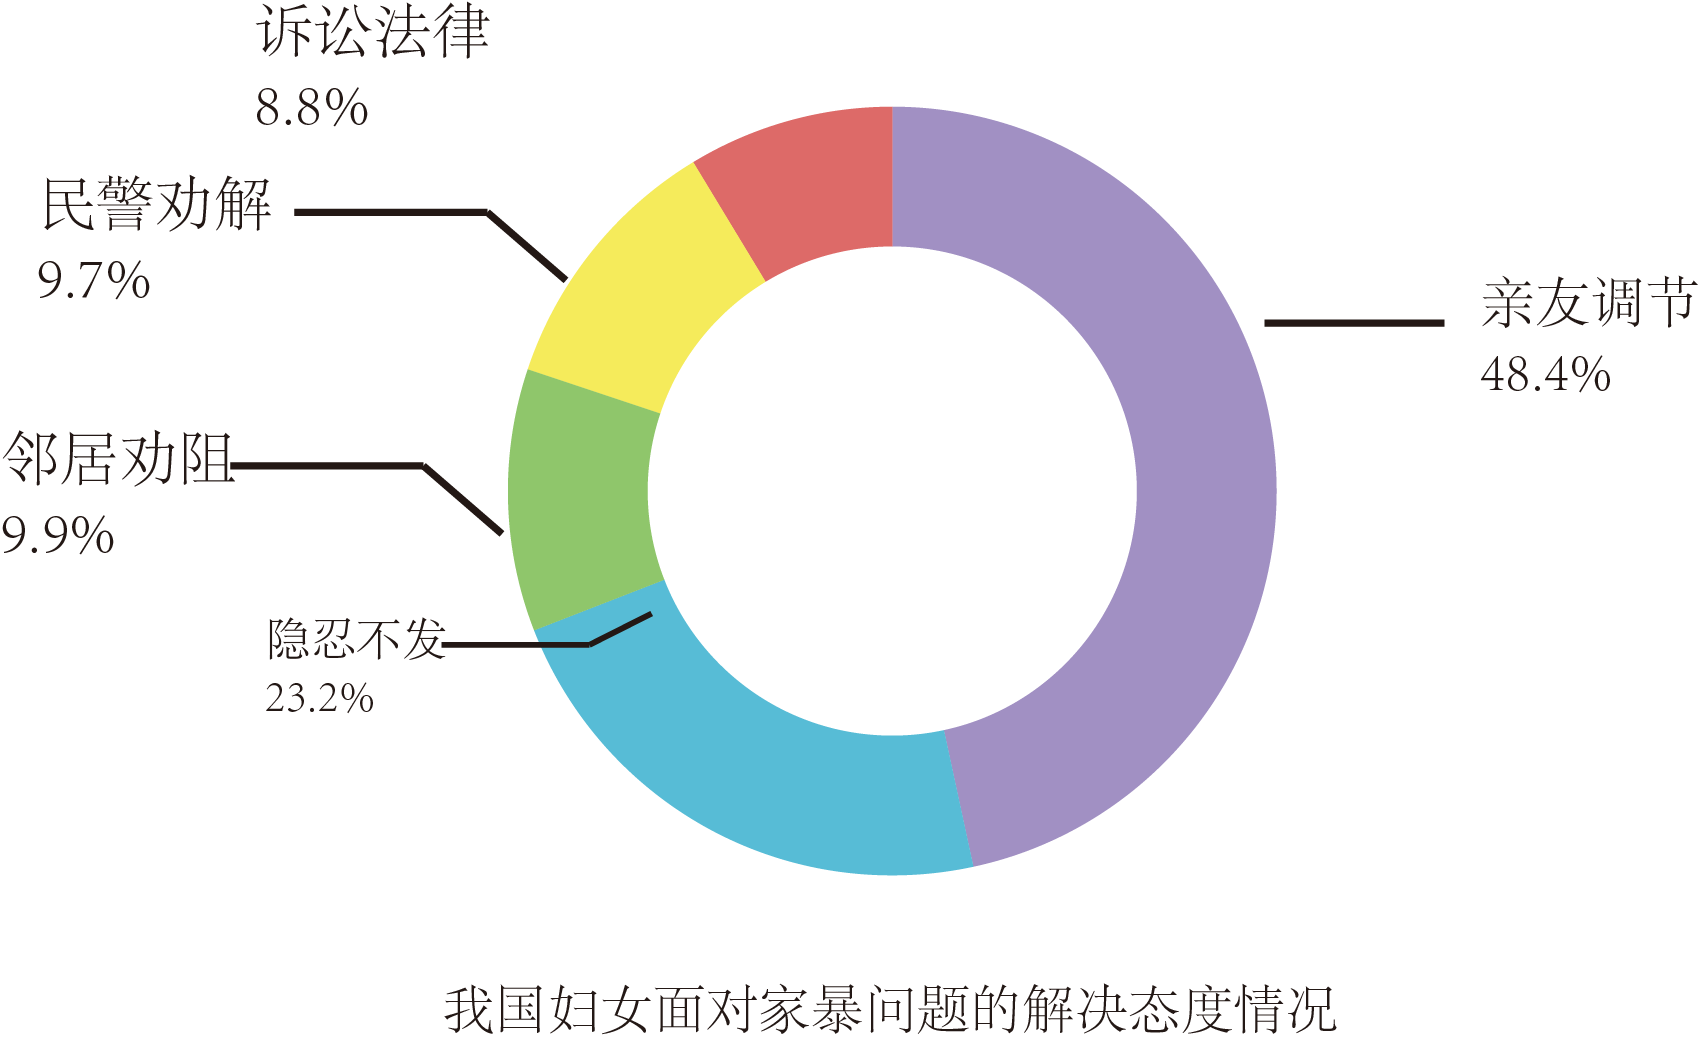 诉讼法律
8.8%
民警劝解
9.7%
亲友调节
48.4%
邻居劝阻
9.9%
隐忍不发
23.2%
我国妇女面对家暴问题的解决态度情况